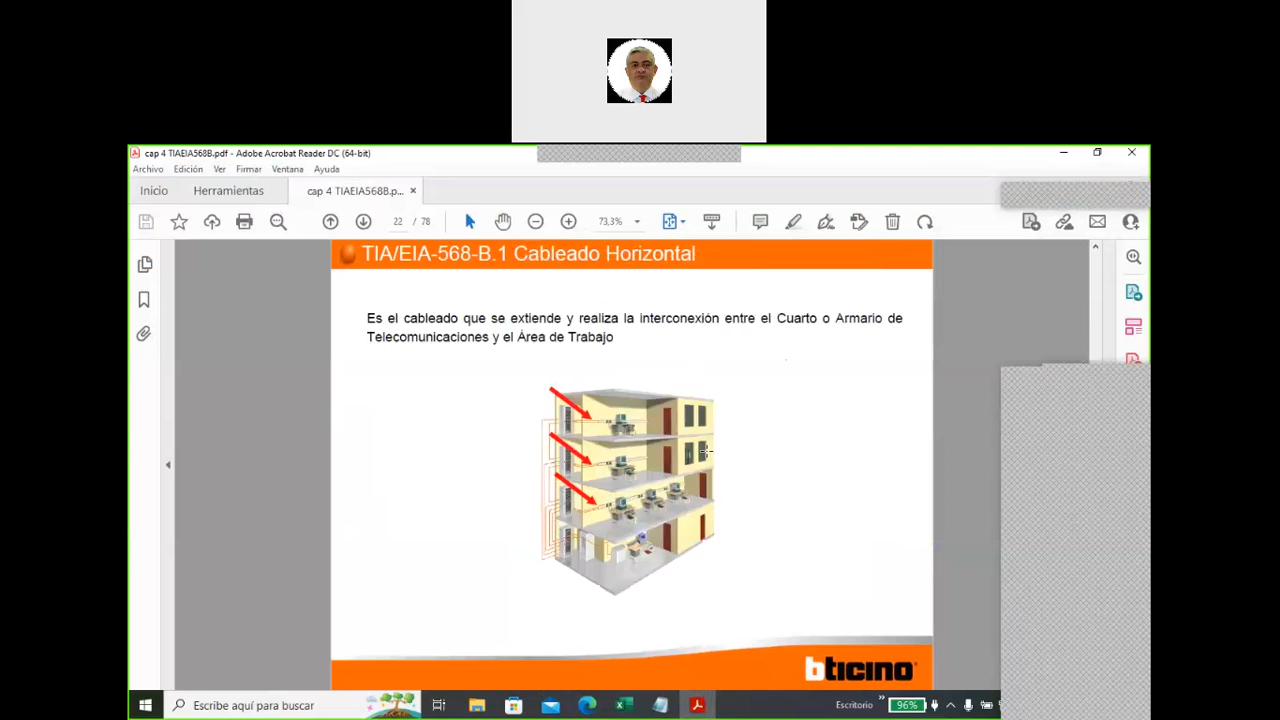 cap 4 TIAEIA568B.pdf - Adobe Acrobat Reader DC (64-bit)
Archivo Edición Ver Firmar Ventana Ayuda
Inicio Herramientas cap 4 TIAEIA568B.p... ×
22 / 78 73,3%
TIA/EIA-568-B.1 Cableado Horizontal
Es el cableado que se extiende y realiza la interconexión entre el Cuarto o Armario de
Telecomunicaciones y el Área de Trabajo
bticino
Escribe aquí para buscar Escritorio » 96%